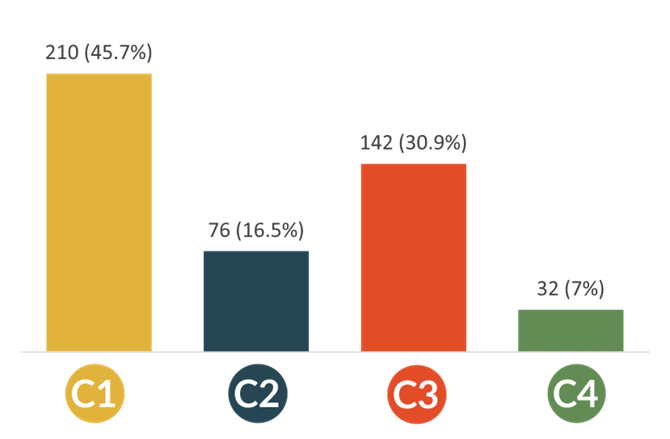 210 (45.7%)
142 (30.9%)
76 (16.5%)
32 (7%)
C1 C2 C3 C4